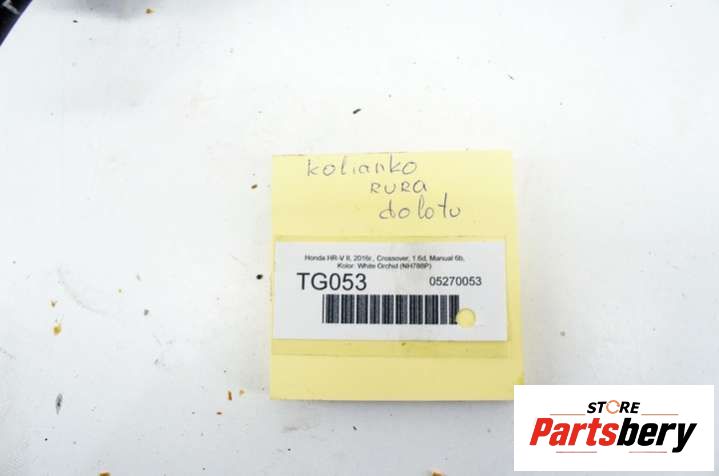 kolanko
RURA
dolotu
Honda HR-V II, 2016r., Crossover, 1.6d, Manual 6b,
Kolor: White Orchid (NH788P)
TG053 05270053
STORE
Partsbery